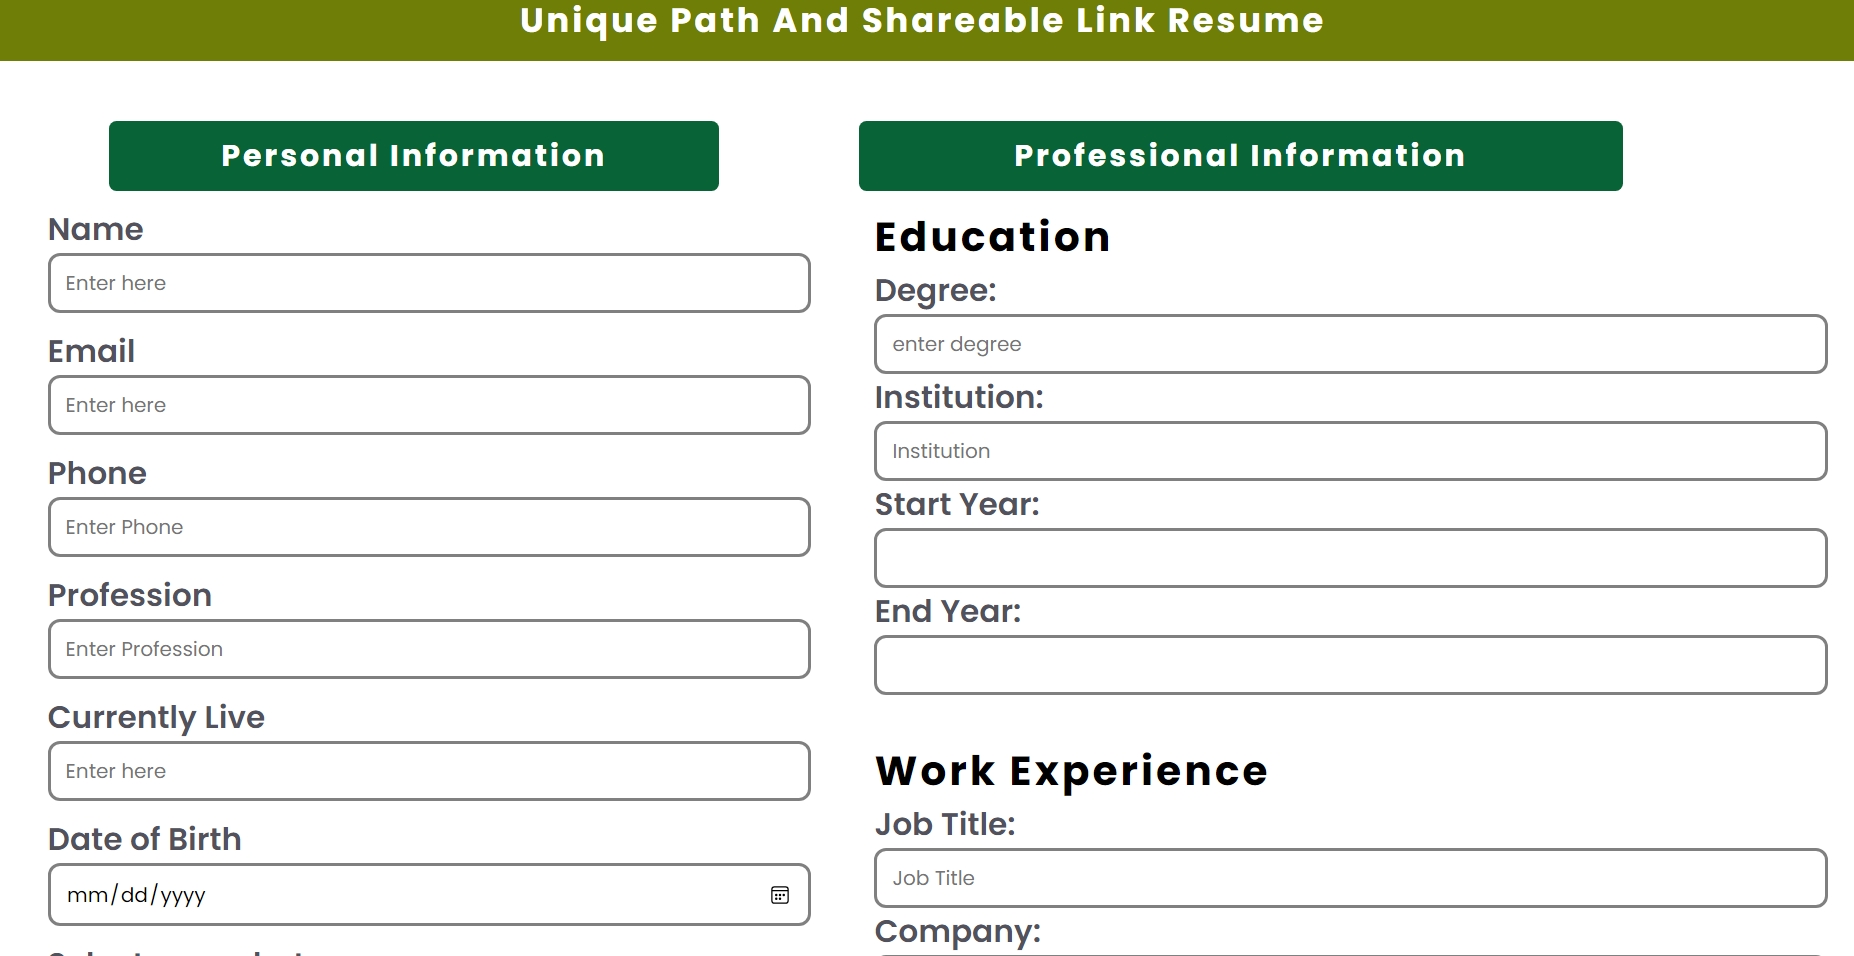 Unique Path And Shareable Link Resume
Personal Information
Name
Enter here
Email
Enter here
Phone
Enter Phone
Profession
Enter Profession
Currently Live
Enter here
Date of Birth
mm/dd/yyyy
Professional Information
Education
Degree:
enter degree
Institution:
Institution
Start Year:
End Year:
Work Experience
Job Title:
Job Title
Company: